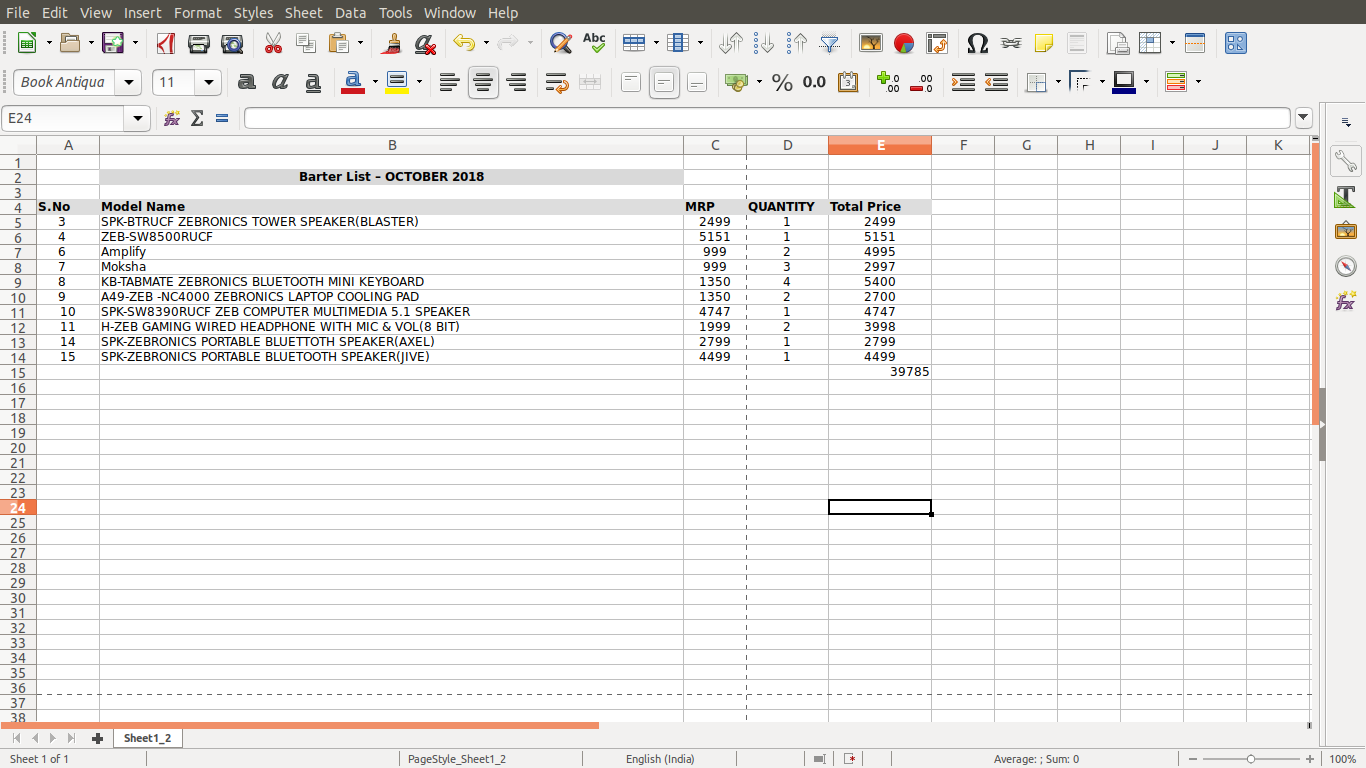 File Edit View Insert Format Styles Sheet Data Tools Window Help
Abc
Book Antiqua 11 a a a a % 0.0
E24
A B C D E F G H I J K
1
2 Barter List – OCTOBER 2018
3
4 S.No Model Name MRP QUANTITY Total Price
5 3 SPK-BTRUCF ZEBRONICS TOWER SPEAKER(BLASTER) 2499 1 2499
6 4 ZEB-SW8500RUCF 5151 1 5151
7 6 Amplify 999 2 4995
8 7 Moksha 999 3 2997
9 8 KB-TABMATE ZEBRONICS BLUETOOTH MINI KEYBOARD 1350 4 5400
10 9 A49-ZEB -NC4000 ZEBRONICS LAPTOP COOLING PAD 1350 2 2700
11 10 SPK-SW8390RUCF ZEB COMPUTER MULTIMEDIA 5.1 SPEAKER 4747 1 4747
12 11 H-ZEB GAMING WIRED HEADPHONE WITH MIC & VOL(8 BIT) 1999 2 3998
13 14 SPK-ZEBRONICS PORTABLE BLUETTOTH SPEAKER(AXEL) 2799 1 2799
14 15 SPK-ZEBRONICS PORTABLE BLUETOOTH SPEAKER(JIVE) 4499 1 4499
15 39785
16
17
18
19
20
21
22
23
24
25
26
27
28
29
30
31
32
33
34
35
36
37
38
Sheet1_2
Sheet 1 of 1 PageStyle_Sheet1_2 English (India) Average: ; Sum: 0 100%